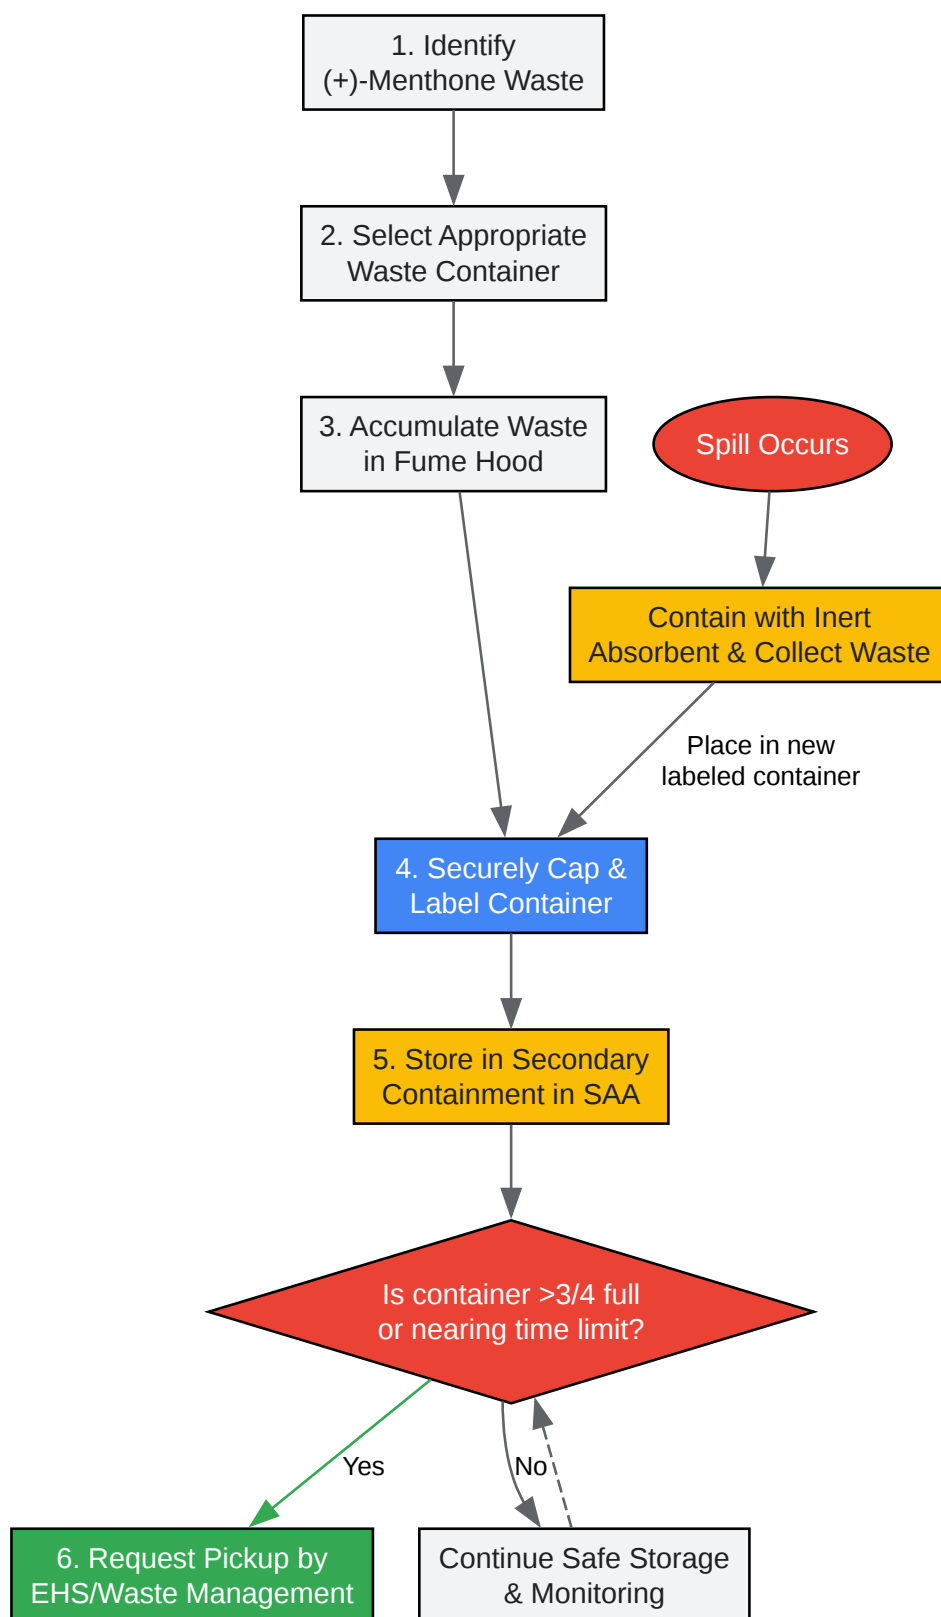 1. Identify
(+)-Menthone Waste
2. Select Appropriate
Waste Container
3. Accumulate Waste
in Fume Hood
Spill Occurs
Contain with Inert
Absorbent & Collect Waste
Place in new
labeled container
4. Securely Cap &
Label Container
5. Store in Secondary
Containment in SAA
Is container >3/4 full
or nearing time limit?
Yes
No
6. Request Pickup by
EHS/Waste Management
Continue Safe Storage
& Monitoring